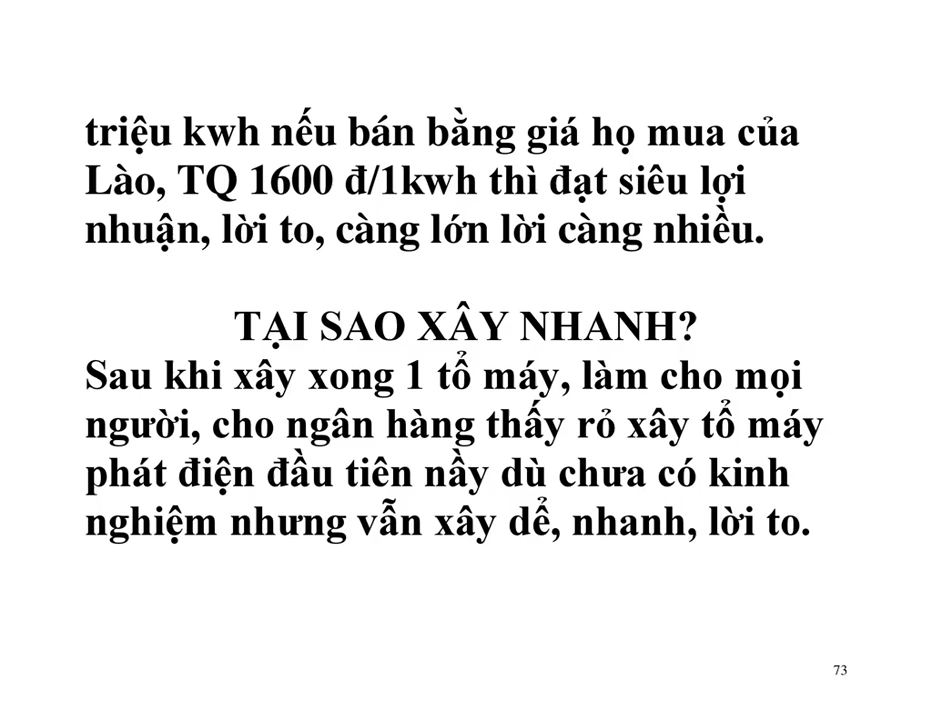 triệu kwh nếu bán bằng giá họ mua của
Lào, TQ 1600 đ/1kwh thì đạt siêu lợi
nhuận, lời to, càng lớn lời càng nhiều.
TẠI SAO XÂY NHANH?
Sau khi xây xong 1 tổ máy, làm cho mọi
người, cho ngân hàng thấy rỏ xây tổ máy
phát điện đầu tiên nầy dù chưa có kinh
nghiệm nhưng vẫn xây dể, nhanh, lời to.
73